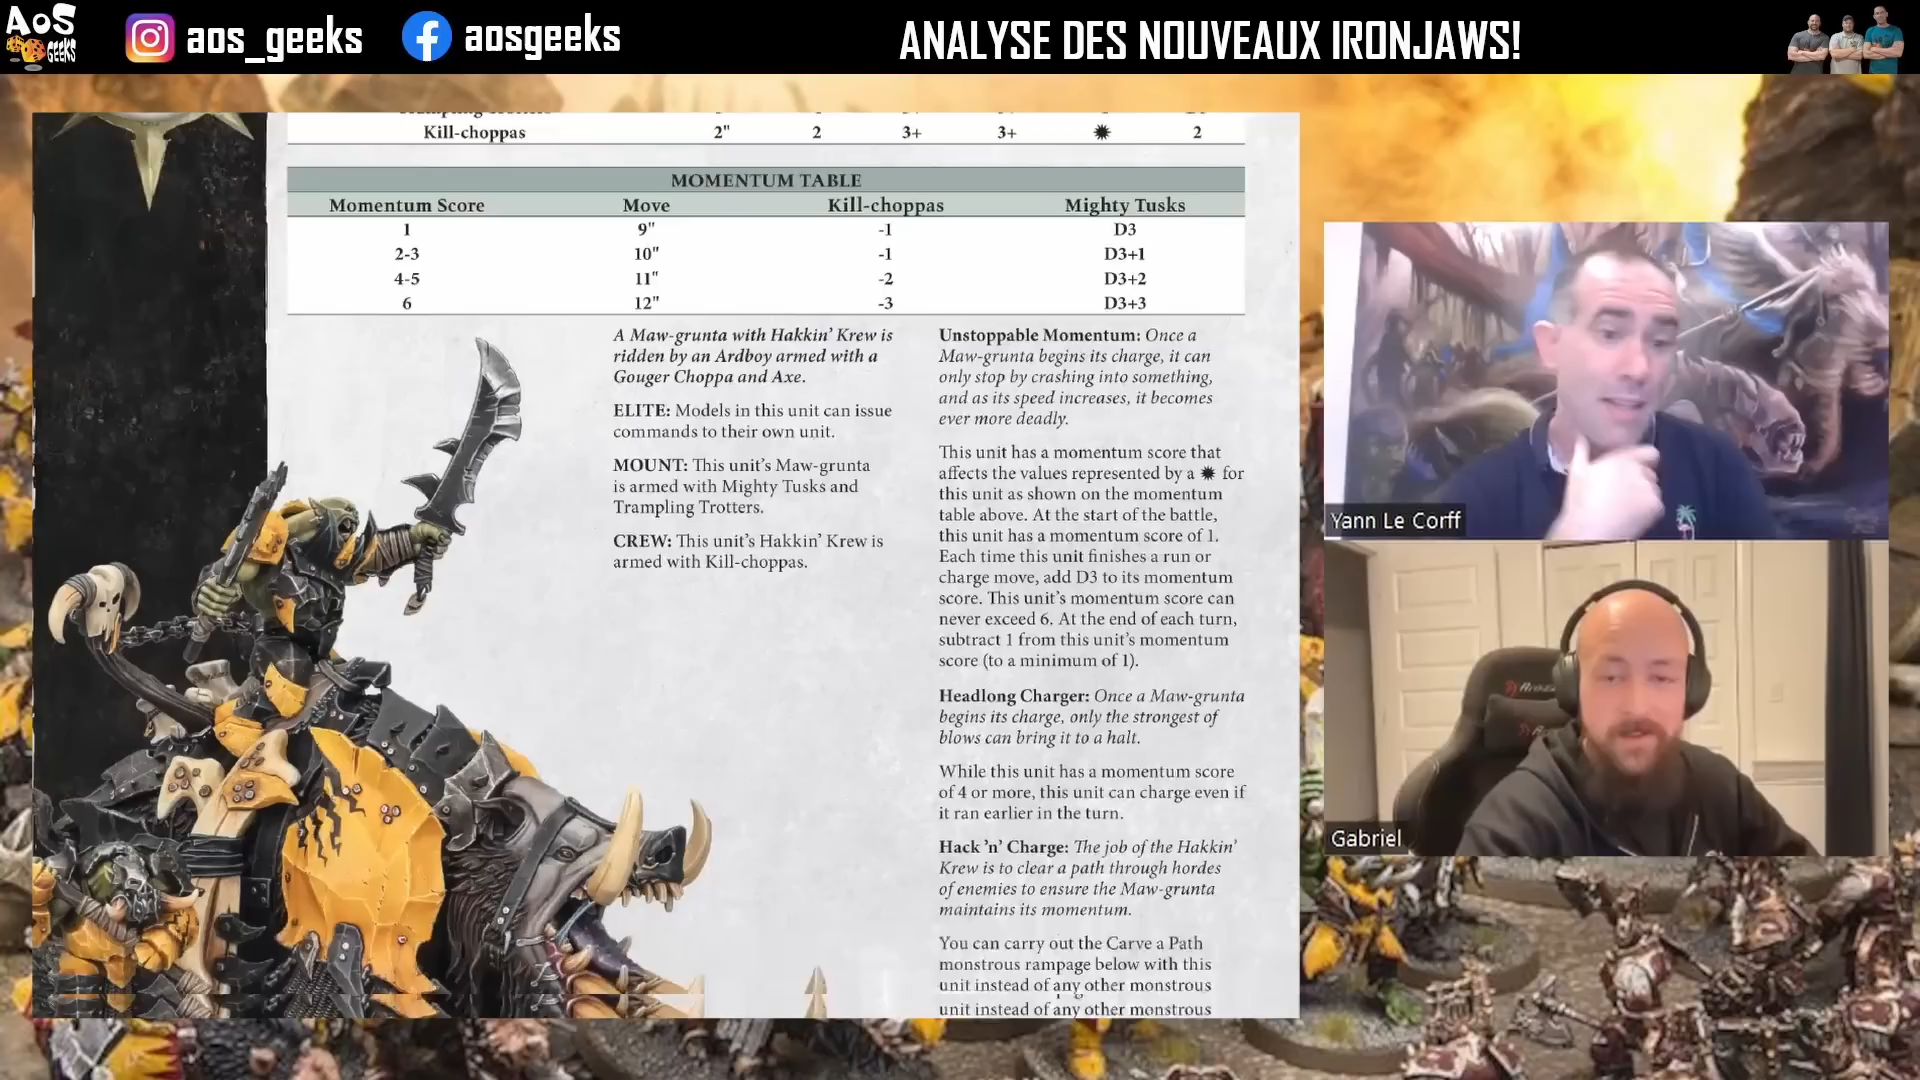 AoS
GEEKS
aos_geeks
aosgeeks
ANALYSE DES NOUVEAUX IRONJAWS!
Kill-choppas 2" 2 3+ 3+ ✹ 2
MOMENTUM TABLE
Momentum Score Move Kill-choppas Mighty Tusks
1 9" -1 D3
2-3 10" -1 D3+1
4-5 11" -2 D3+2
6 12" -3 D3+3
A Maw-grunta with Hakkin' Krew is
ridden by an Ardboy armed with a
Gouger Choppa and Axe.
ELITE: Models in this unit can issue
commands to their own unit.
MOUNT: This unit's Maw-grunta
is armed with Mighty Tusks and
Trampling Trotters.
CREW: This unit's Hakkin' Krew is
armed with Kill-choppas.
Unstoppable Momentum: Once a
Maw-grunta begins its charge, it can
only stop by crashing into something,
and as its speed increases, it becomes
ever more deadly.
This unit has a momentum score that
affects the values represented by a ✹ for
this unit as shown on the momentum
table above. At the start of the battle,
this unit has a momentum score of 1.
Each time this unit finishes a run or
charge move, add D3 to its momentum
score. This unit's momentum score can
never exceed 6. At the end of each turn,
subtract 1 from this unit's momentum
score (to a minimum of 1).
Headlong Charger: Once a Maw-grunta
begins its charge, only the strongest of
blows can bring it to a halt.
While this unit has a momentum score
of 4 or more, this unit can charge even if
it ran earlier in the turn.
Hack 'n' Charge: The job of the Hakkin'
Krew is to clear a path through hordes
of enemies to ensure the Maw-grunta
maintains its momentum.
You can carry out the Carve a Path
monstrous rampage below with this
unit instead of any other monstrous
unit instead of any other monstrous
Yann Le Corff
Gabriel